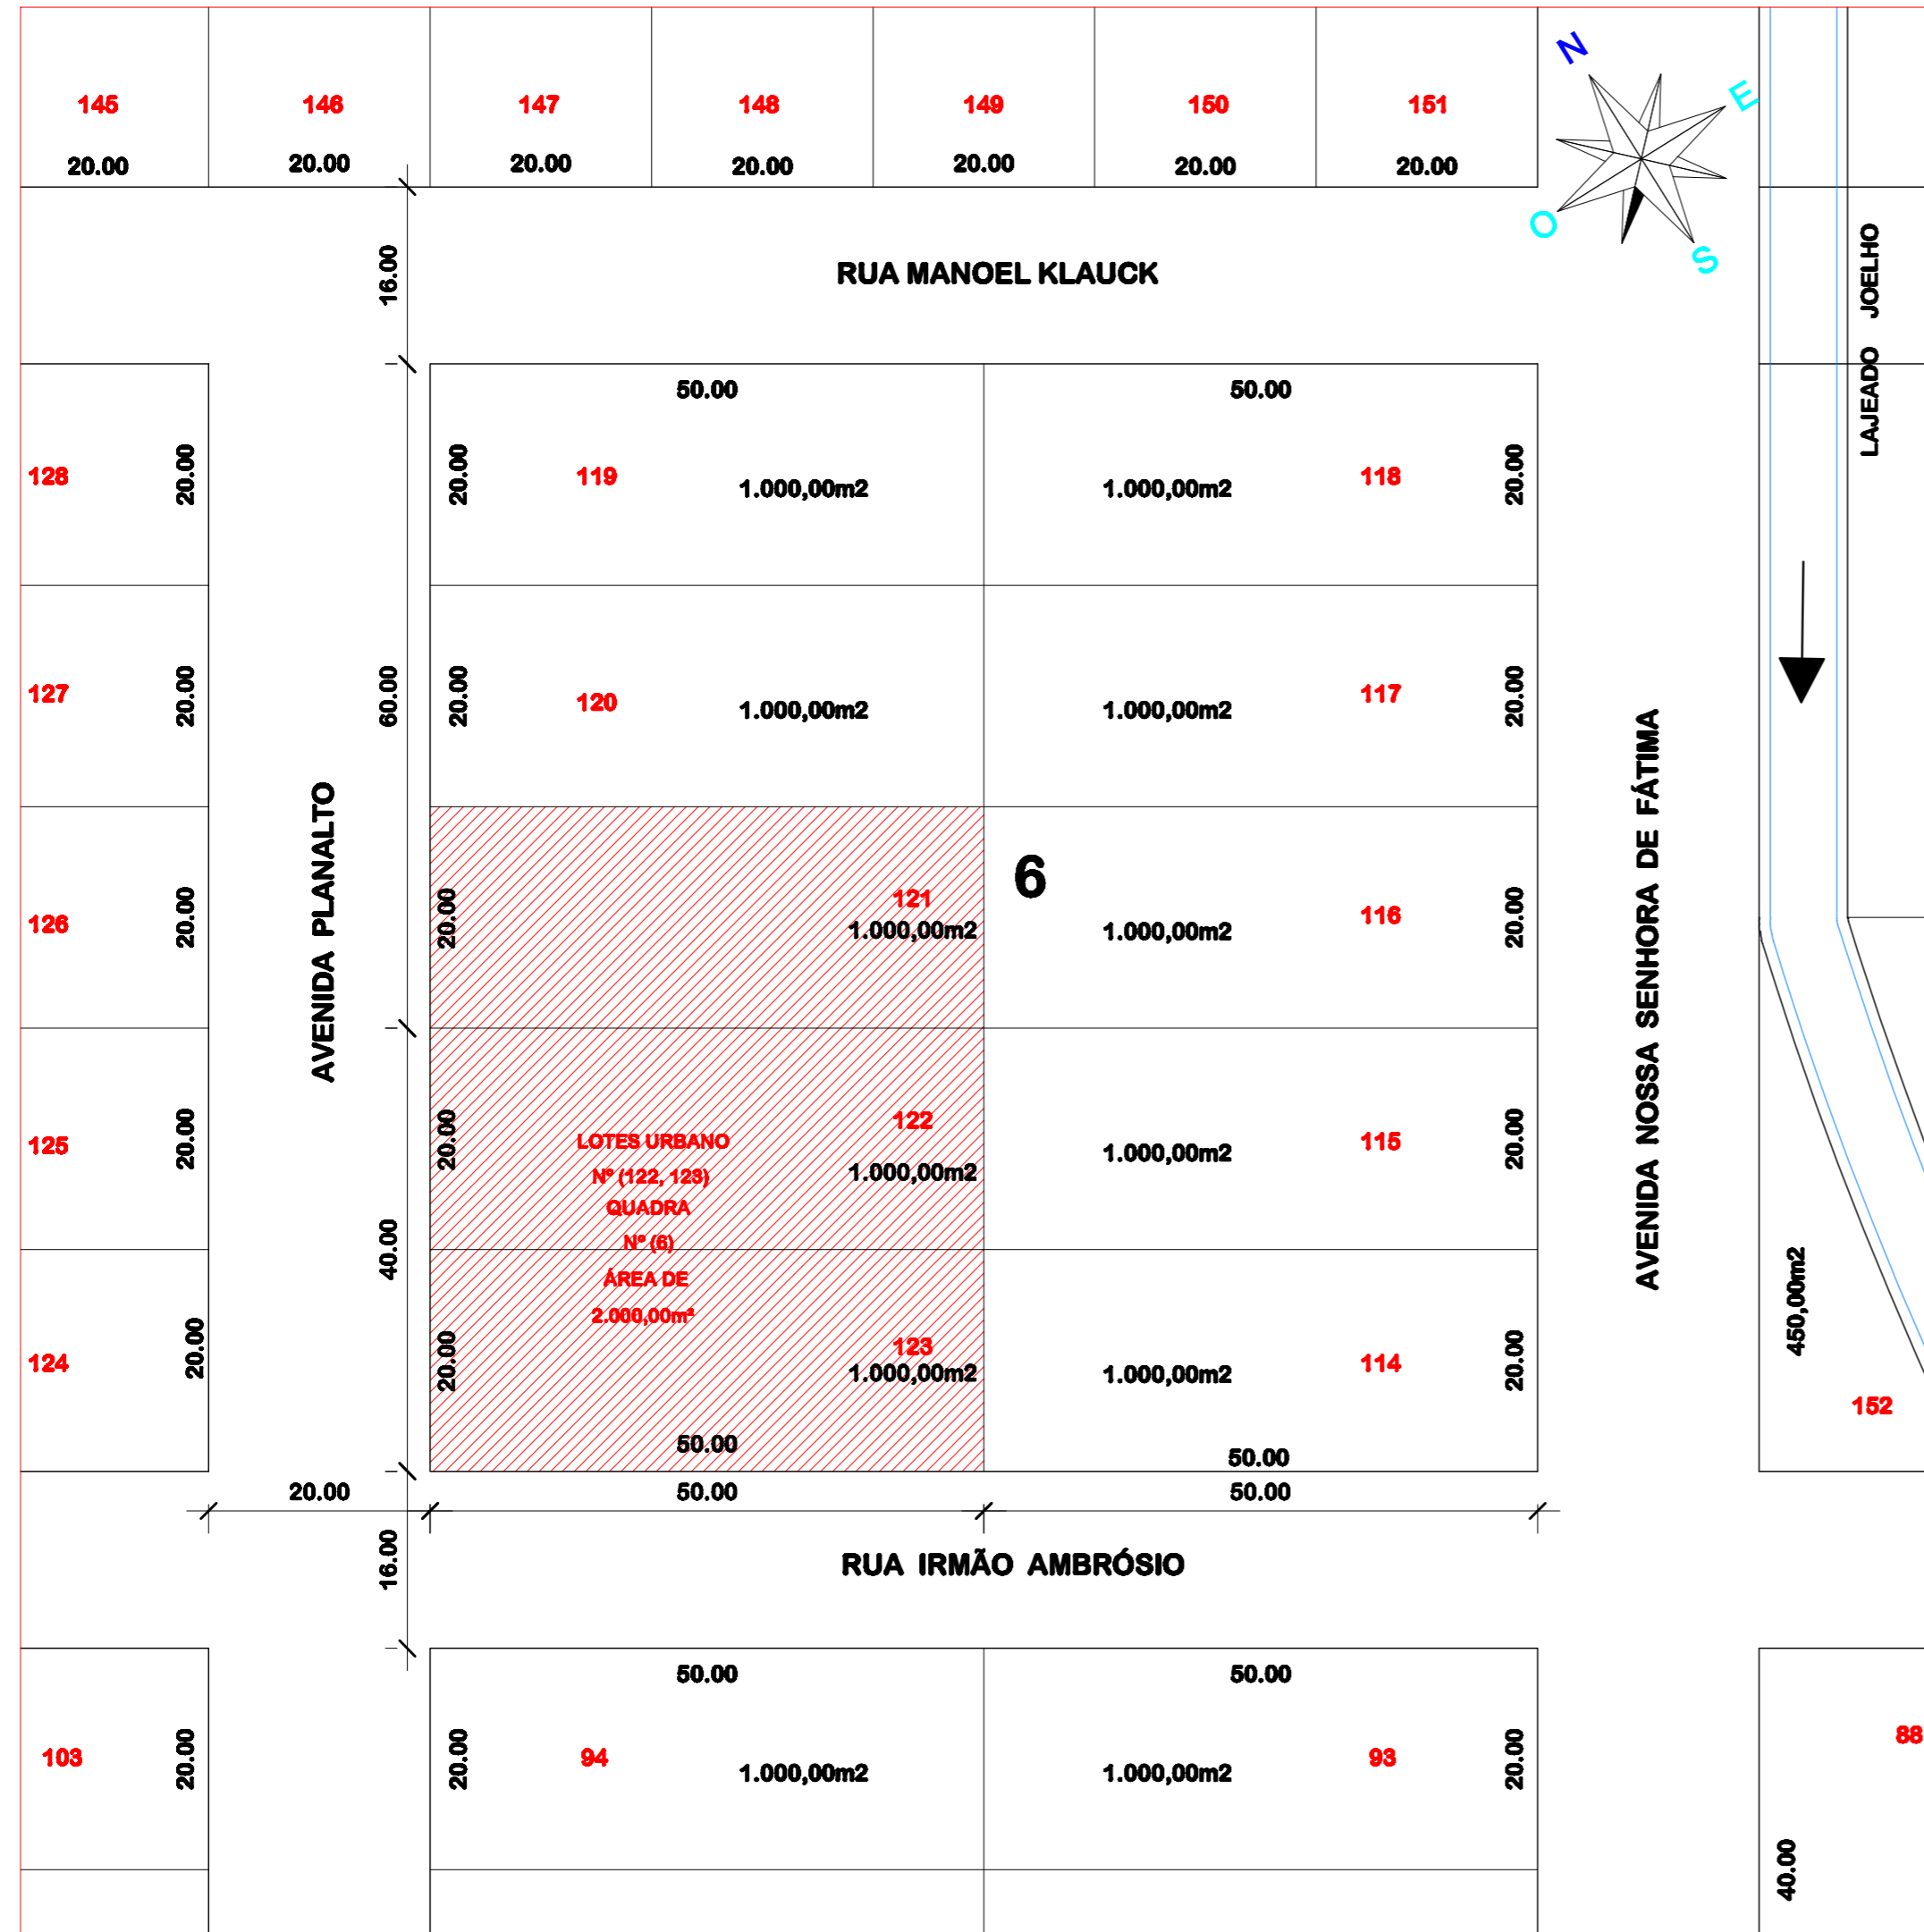 145 146 147 148 149 150 151
20.00 20.00 20.00 20.00 20.00 20.00 20.00
N
E
O
S
16.00
RUA MANOEL KLAUCK
LAJEADO JOELHO
50.00 50.00
128 20.00 20.00 119 1.000,00m2 1.000,00m2 118 20.00
127 20.00 60.00 20.00 120 1.000,00m2 1.000,00m2 117 20.00
AVENIDA PLANALTO
AVENIDA NOSSA SENHORA DE FÁTIMA
6
126 20.00 20.00 121 116 20.00
1.000,00m2 1.000,00m2
125 20.00 20.00 122 115 20.00
1.000,00m2 1.000,00m2
LOTES URBANO
Nº (122, 123)
QUADRA
Nº (6)
ÁREA DE
2.000,00m²
40.00
450,00m2
124 20.00 20.00 123 114 20.00
1.000,00m2 1.000,00m2
152
50.00 50.00
20.00 50.00 50.00
16.00
RUA IRMÃO AMBRÓSIO
50.00 50.00
88
103 20.00 20.00 94 1.000,00m2 1.000,00m2 93 20.00
40.00